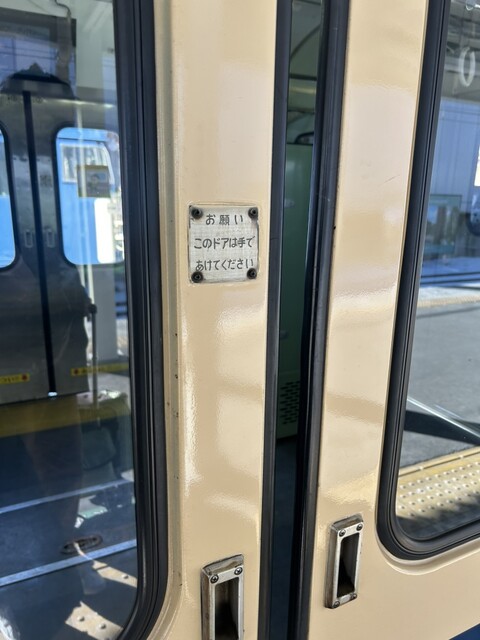 お願い
このドアは手で
あけてください